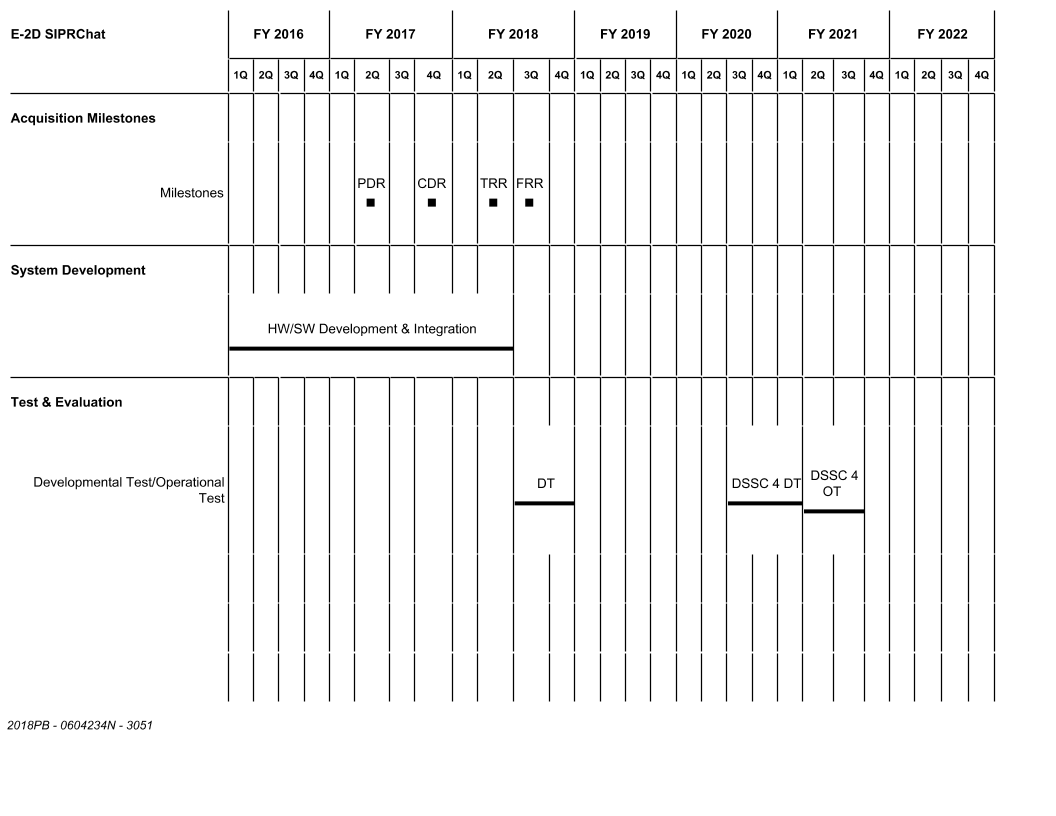 E-2D SIPRChat FY 2016 FY 2017 FY 2018 FY 2019 FY 2020 FY 2021 FY 2022
1Q 2Q 3Q 4Q 1Q 2Q 3Q 4Q 1Q 2Q 3Q 4Q 1Q 2Q 3Q 4Q 1Q 2Q 3Q 4Q 1Q 2Q 3Q 4Q 1Q 2Q 3Q 4Q
Acquisition Milestones
PDR CDR TRR FRR
Milestones
System Development
HW/SW Development & Integration
Test & Evaluation
Developmental Test/Operational
Test
DT
DSSC 4 DT
DSSC 4
OT
2018PB - 0604234N - 3051